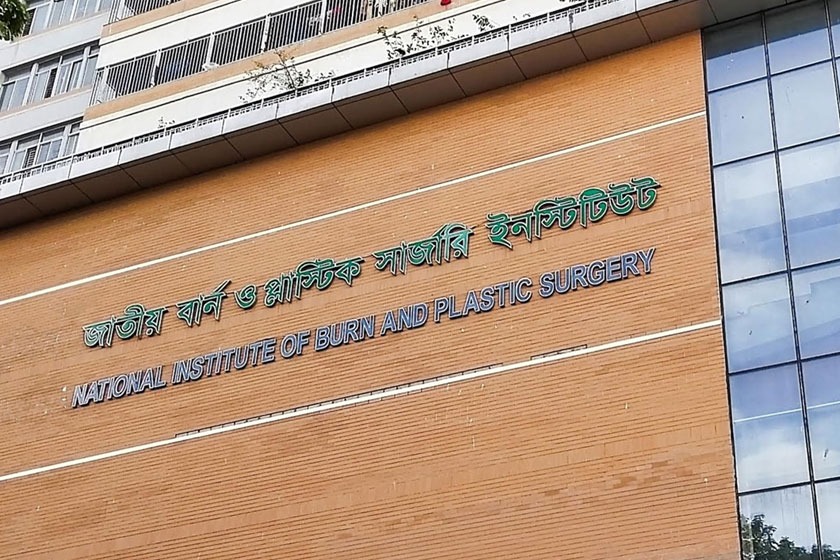 জাতীয় বার্ন ও প্লাস্টিক সার্জারি ইনস্টিটিউট
NATIONAL INSTITUTE OF BURN AND PLASTIC SURGERY